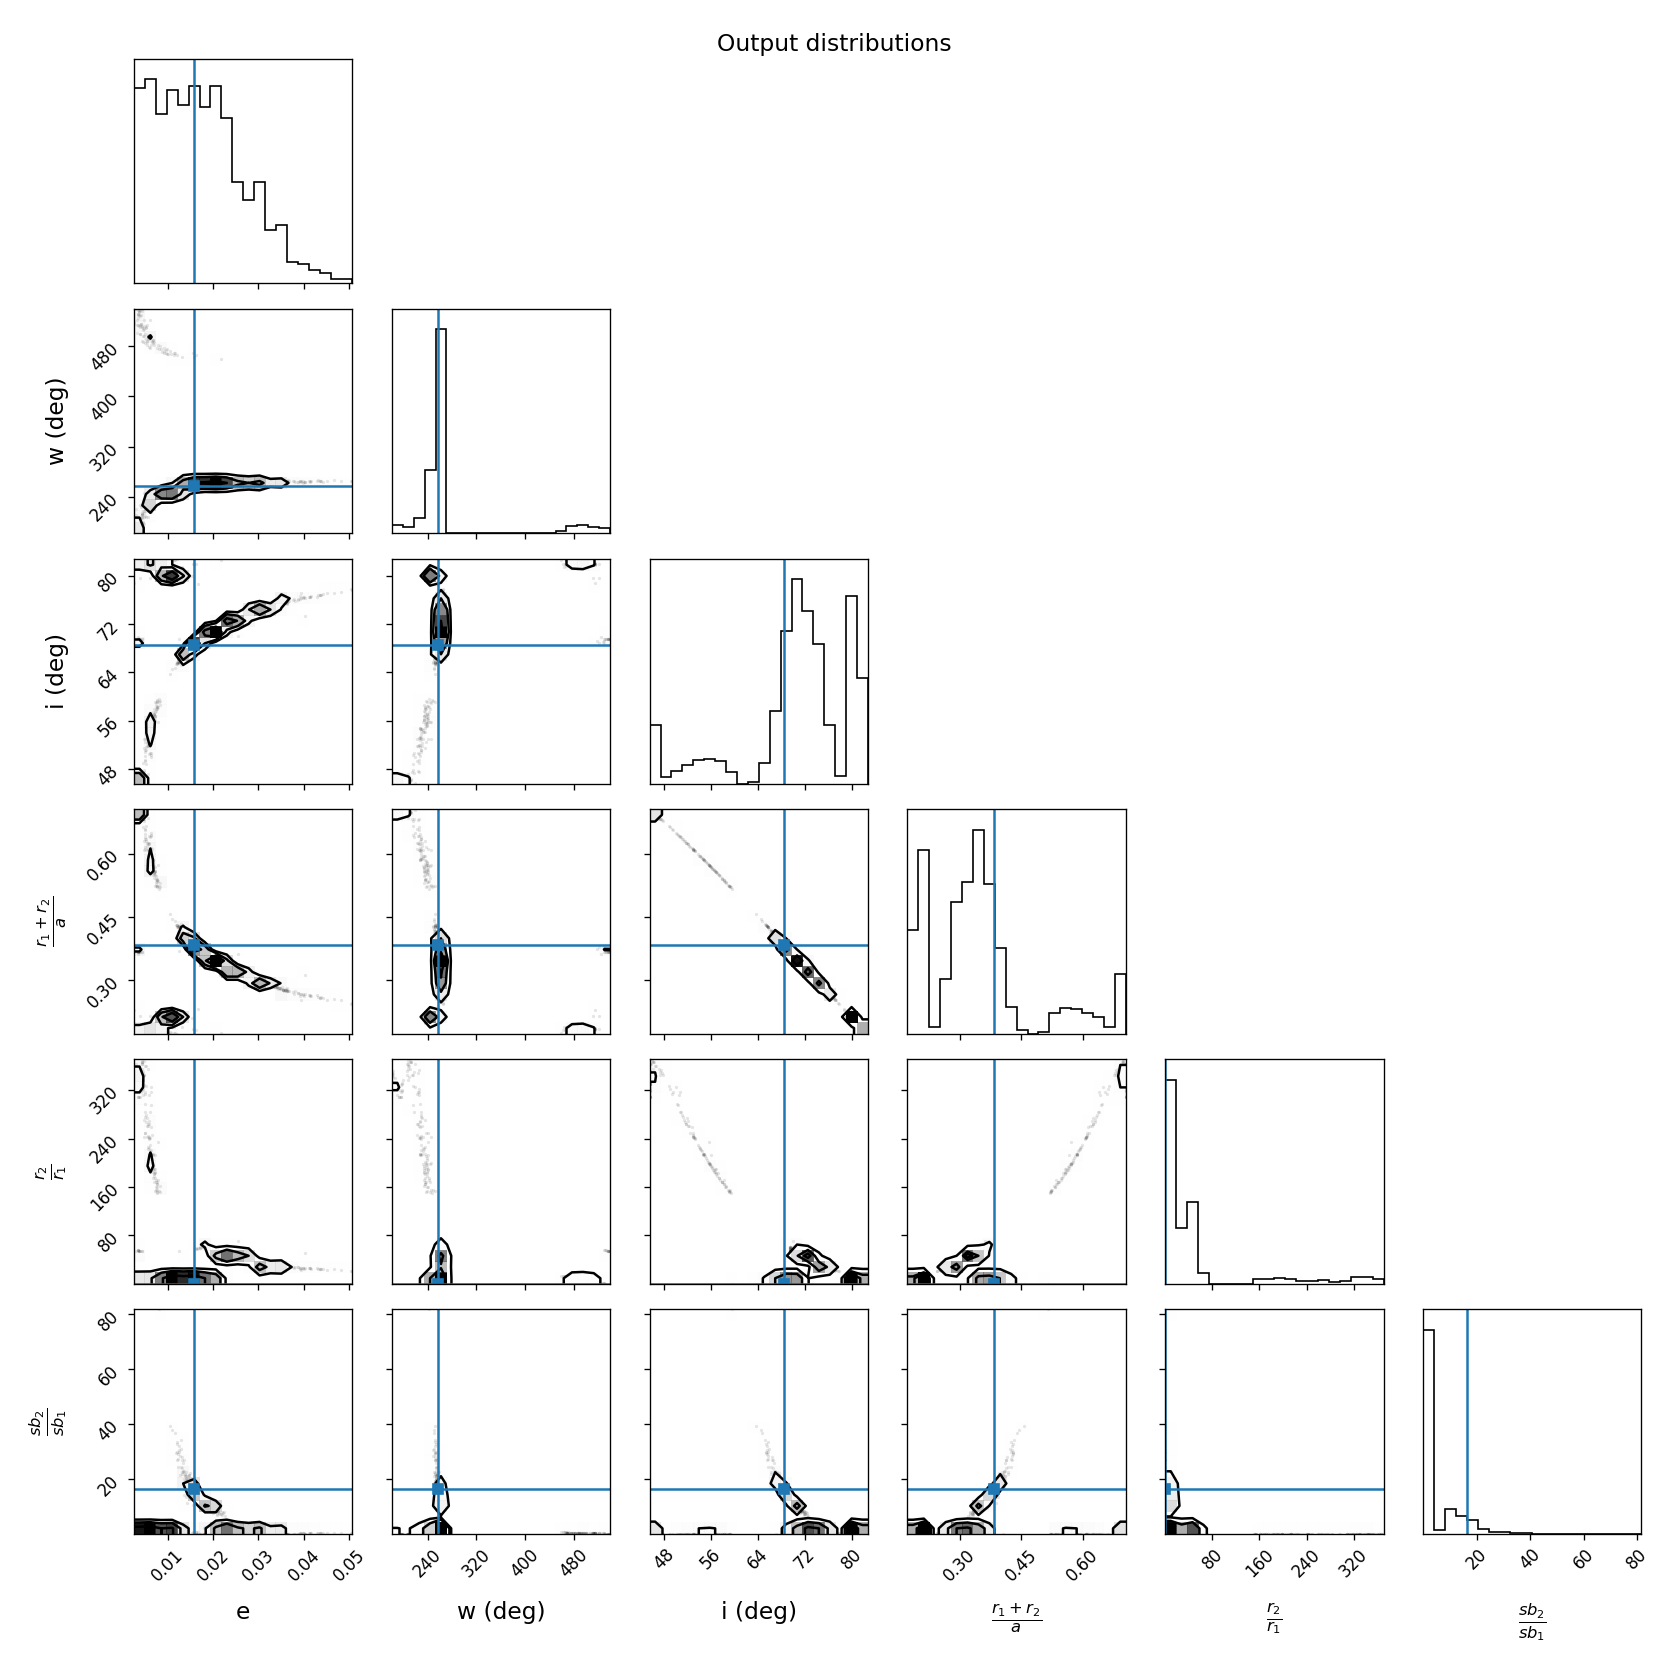 Output distributions
w (deg)
480
400
320
240
i (deg)
80
72
64
56
48
r₁ + r₂
a
0.60
0.45
0.30
r₂
r₁
320
240
160
80
sb₂
sb₁
80
60
40
20
0.01 0.02 0.03 0.04 0.05 240 320 400 480 48 56 64 72 80 0.30 0.45 0.60 80 160 240 320 20 40 60 80
e w (deg) i (deg)
r₁ + r₂
a
r₂
r₁
sb₂
sb₁